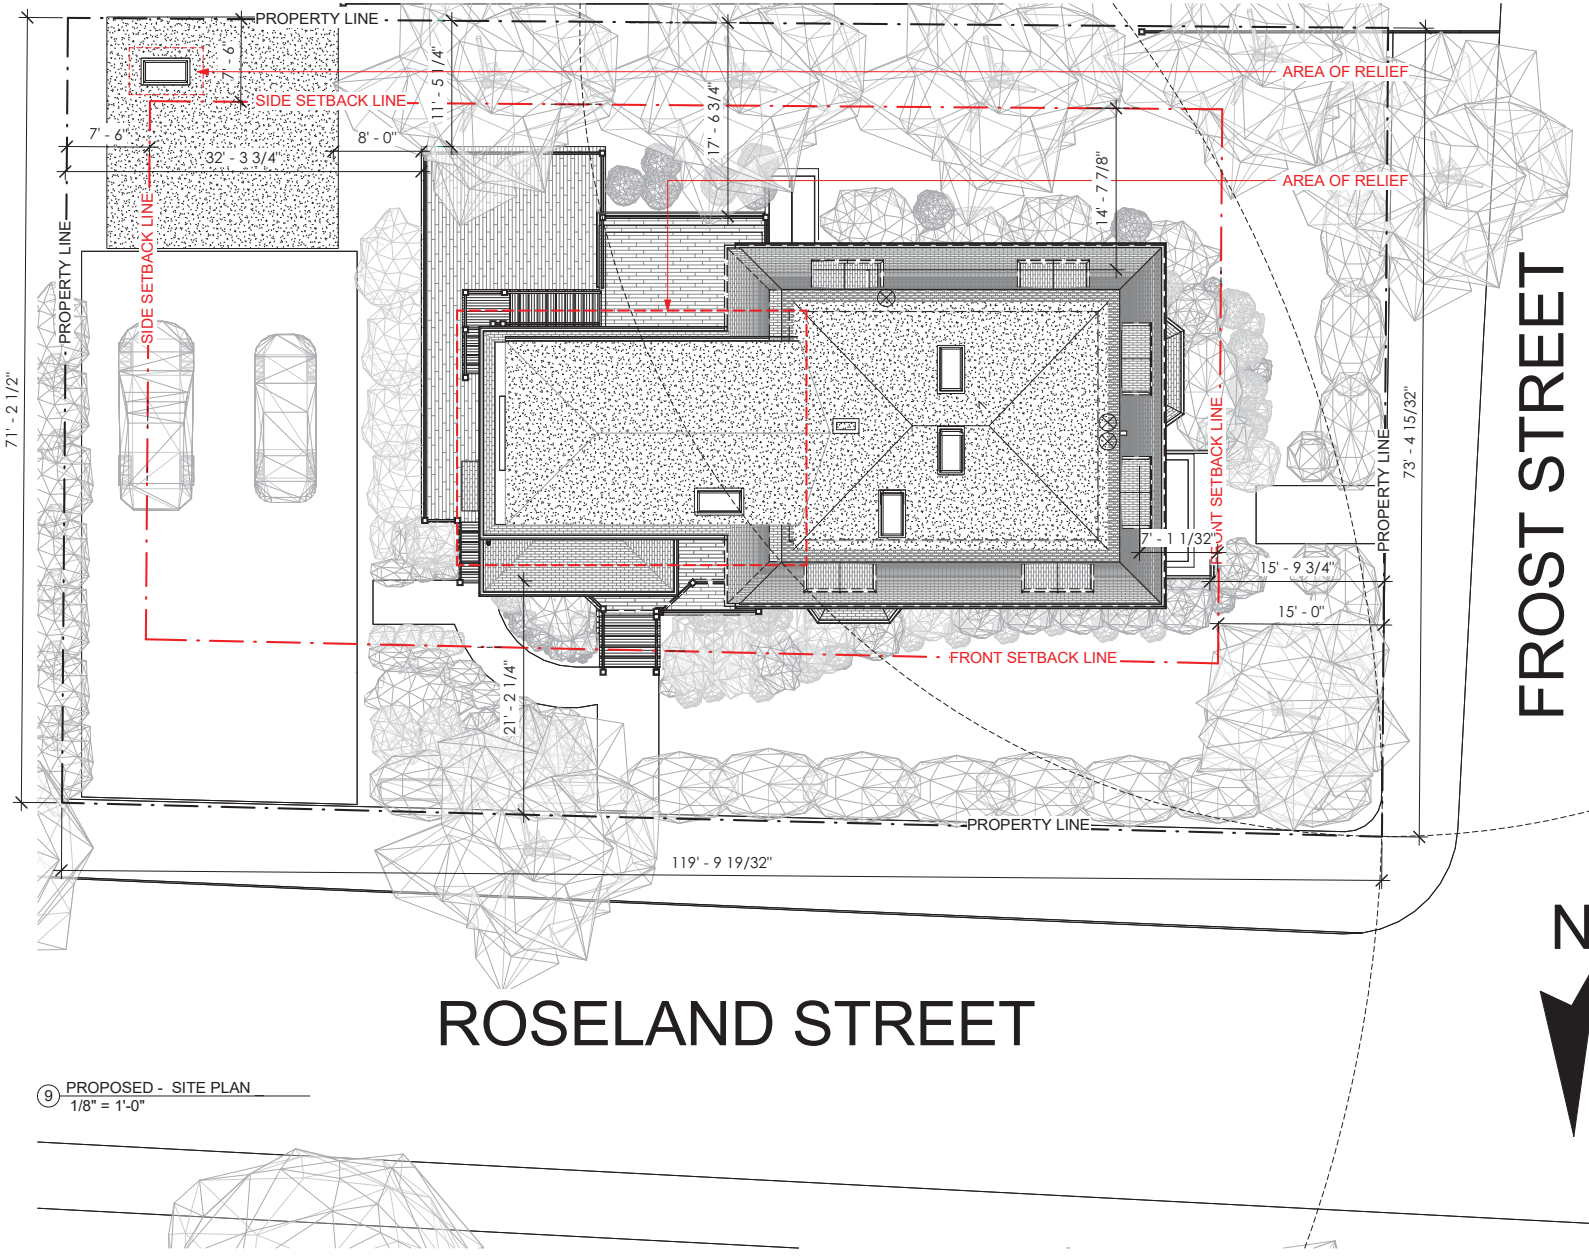 PROPERTY LINE
7' - 6"
11' - 5 1/4"
17' - 6 3/4"
AREA OF RELIEF
SIDE SETBACK LINE
7' - 6"
8' - 0"
32' - 3 3/4"
14' - 7 7/8"
AREA OF RELIEF
PROPERTY LINE
SIDE SETBACK LINE
71' - 2 1/2"
FRONT SETBACK LINE
PROPERTY LINE
73' - 4 15/32"
FROST STREET
7' - 1 1/32"
15' - 9 3/4"
15' - 0"
FRONT SETBACK LINE
21' - 2 1/4"
PROPERTY LINE
119' - 9 19/32"
N
ROSELAND STREET
9 PROPOSED - SITE PLAN
1/8" = 1'-0"